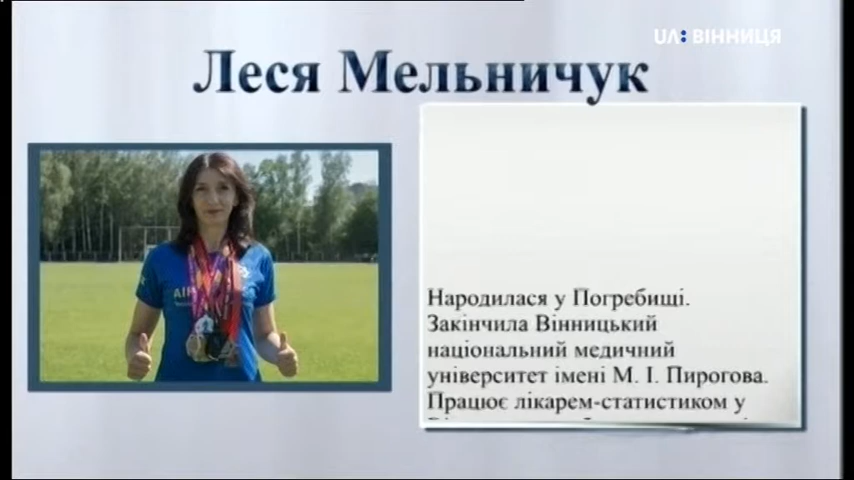 UA: ВІННИЦЯ
Леся Мельничук
Народилася у Погребищі.
Закінчила Вінницький
національний медичний
університет імені М. І. Пирогова.
Працює лікарем-статистиком у